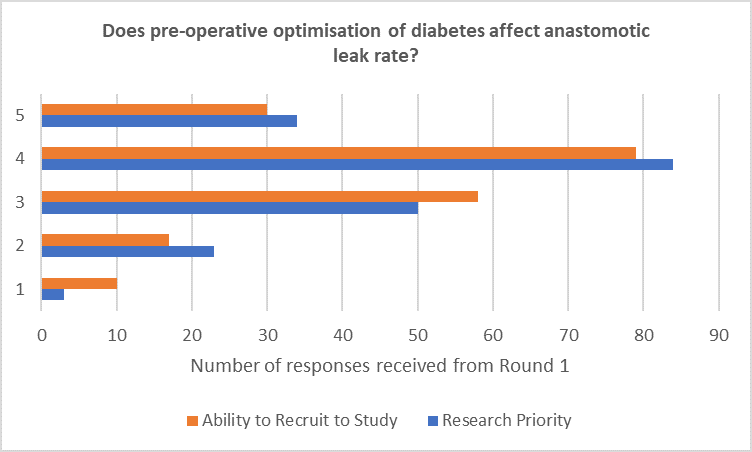 Does pre-operative optimisation of diabetes affect anastomotic
leak rate?
5
4
3
2
1
0 10 20 30 40 50 60 70 80 90
Number of responses received from Round 1
Ability to Recruit to Study Research Priority